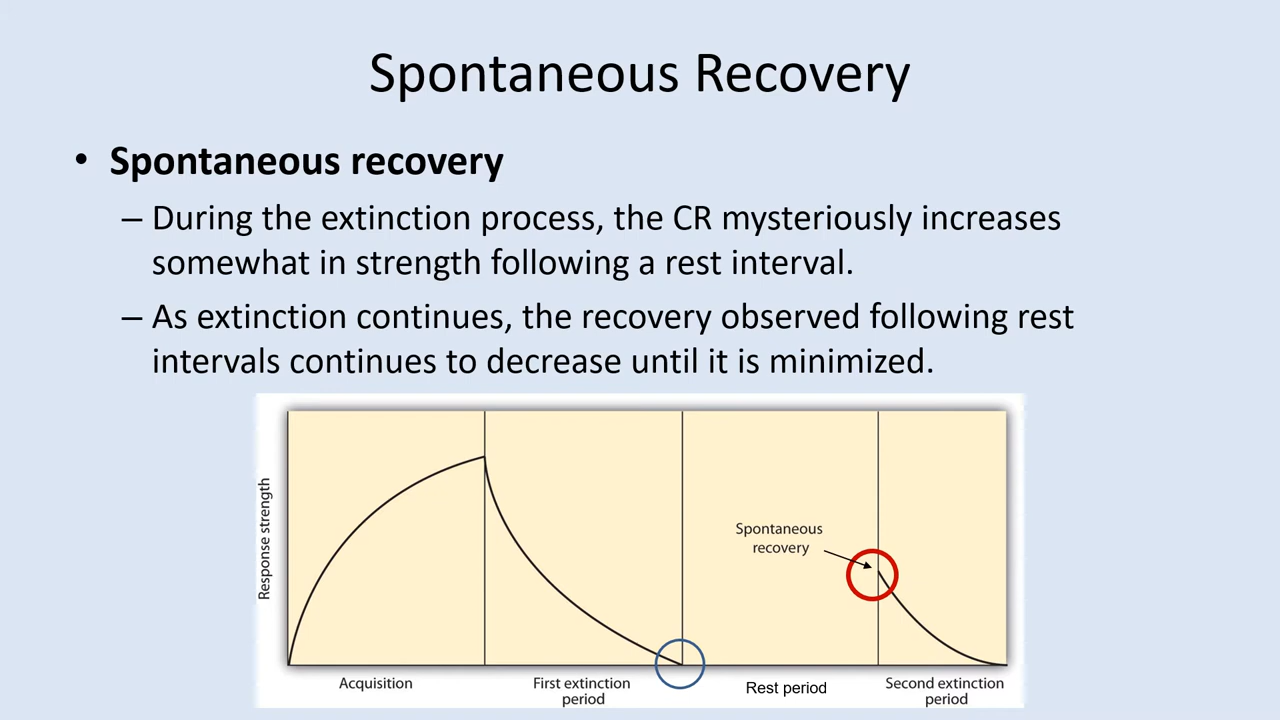 Spontaneous Recovery
• Spontaneous recovery
– During the extinction process, the CR mysteriously increases
somewhat in strength following a rest interval.
– As extinction continues, the recovery observed following rest
intervals continues to decrease until it is minimized.
Response strength
Spontaneous
recovery
Acquisition
First extinction
period
Rest period
Second extinction
period